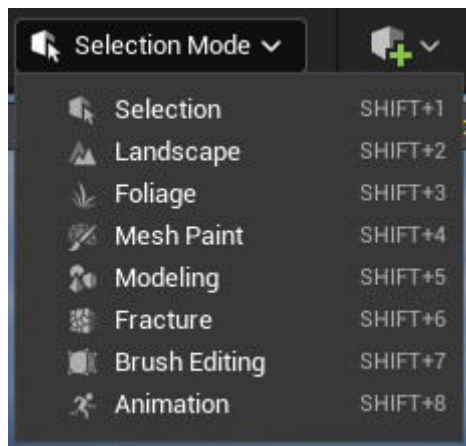 Selection Mode
Selection SHIFT+1
Landscape SHIFT+2
Foliage SHIFT+3
Mesh Paint SHIFT+4
Modeling SHIFT+5
Fracture SHIFT+6
Brush Editing SHIFT+7
Animation SHIFT+8